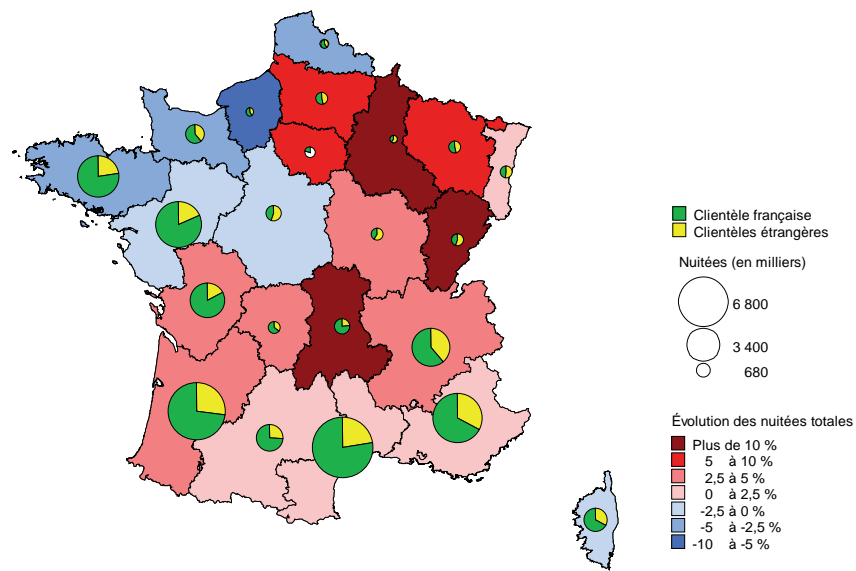 Clientèle française
Clientèles étrangères
Nuitées (en milliers)
6 800
3 400
680
Évolution des nuitées totales
Plus de 10 %
5 à 10 %
2,5 à 5 %
0 à 2,5 %
-2,5 à 0 %
-5 à -2,5 %
-10 à -5 %